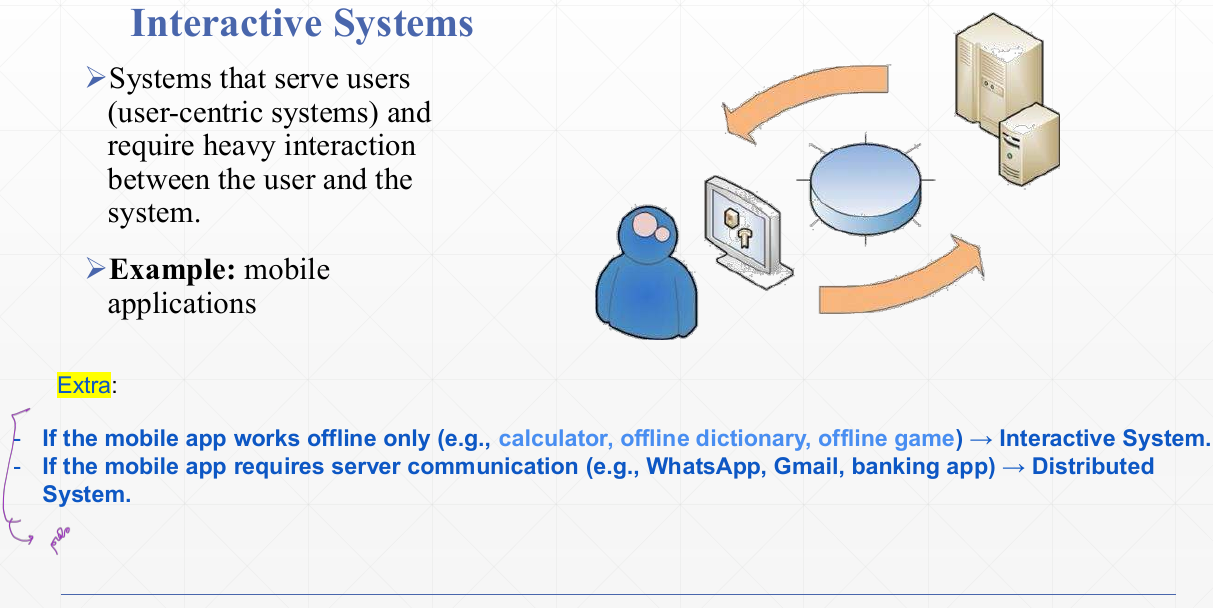 Interactive Systems
➢Systems that serve users
(user-centric systems) and
require heavy interaction
between the user and the
system.
➢Example: mobile
applications
Extra:
- If the mobile app works offline only (e.g., calculator, offline dictionary, offline game) → Interactive System.
- If the mobile app requires server communication (e.g., WhatsApp, Gmail, banking app) → Distributed
System.